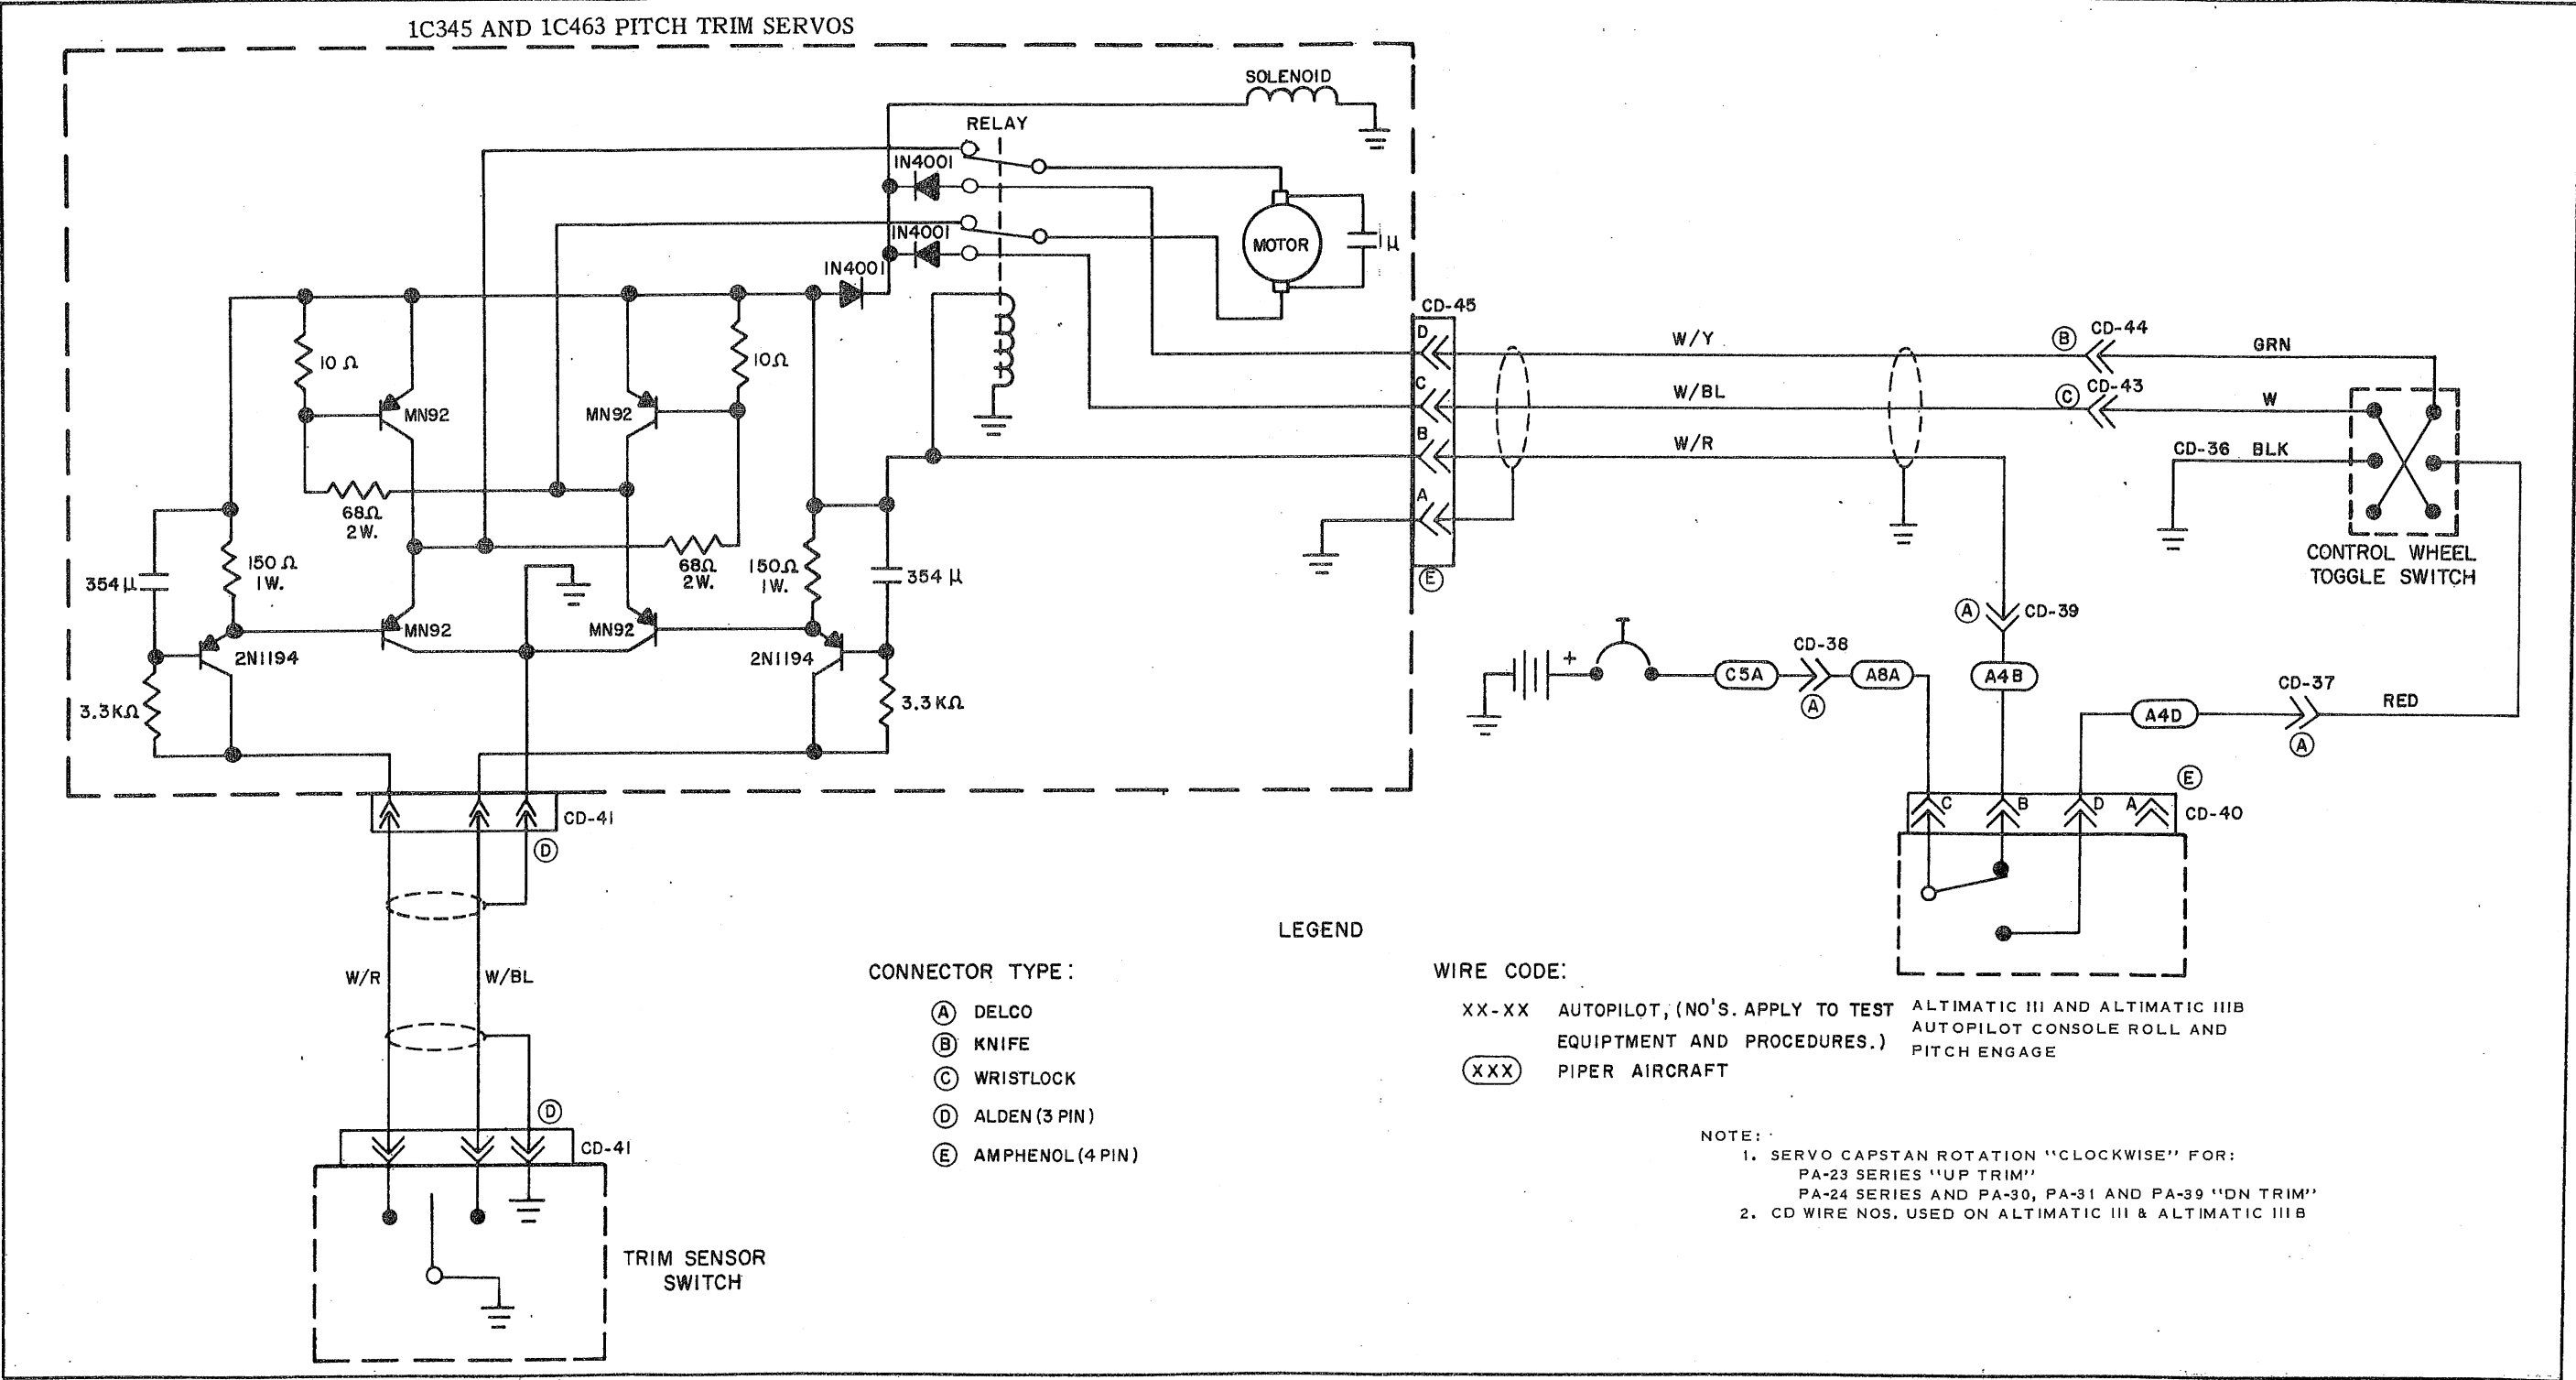 1C345 AND 1C463 PITCH TRIM SERVOS
SOLENOID
RELAY
1N4001
1N4001
1N4001
MOTOR
1µ
10 Ω
10Ω
MN92
MN92
68Ω
2W.
68Ω
2W.
150 Ω
1W.
150Ω
1W.
354 µ
354 µ
MN92
MN92
2N1194
2N1194
3.3KΩ
3.3 KΩ
CD-45
D
C
B
A
E
W/Y
W/BL
W/R
B
CD-44
GRN
C
CD-43
W
CD-36 BLK
CONTROL WHEEL
TOGGLE SWITCH
A
CD-39
+
C5A
CD-38
A
A8A
A4B
A4D
CD-37
A
RED
E
C
B
D
A
CD-40
CD-41
D
W/R
W/BL
D
CD-41
TRIM SENSOR
SWITCH
LEGEND
CONNECTOR TYPE:
A DELCO
B KNIFE
C WRISTLOCK
D ALDEN (3 PIN)
E AMPHENOL (4 PIN)
WIRE CODE:
XX-XX AUTOPILOT, (NO'S. APPLY TO TEST
EQUIPTMENT AND PROCEDURES.)
XXX PIPER AIRCRAFT
ALTIMATIC III AND ALTIMATIC IIIB
AUTOPILOT CONSOLE ROLL AND
PITCH ENGAGE
NOTE:
1. SERVO CAPSTAN ROTATION "CLOCKWISE" FOR:
PA-23 SERIES "UP TRIM"
PA-24 SERIES AND PA-30, PA-31 AND PA-39 "DN TRIM"
2. CD WIRE NOS. USED ON ALTIMATIC III & ALTIMATIC III B